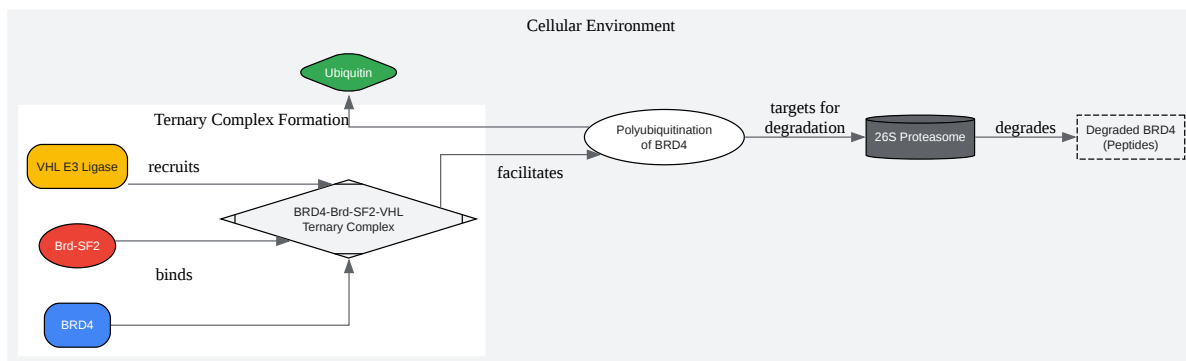 Cellular Environment
Ubiquitin
Ternary Complex Formation
VHL E3 Ligase
recruits
Brd-SF2
binds
BRD4
BRD4-Brd-SF2-VHL
Ternary Complex
facilitates
Polyubiquitination
of BRD4
targets for
degradation
26S Proteasome
degrades
Degraded BRD4
(Peptides)